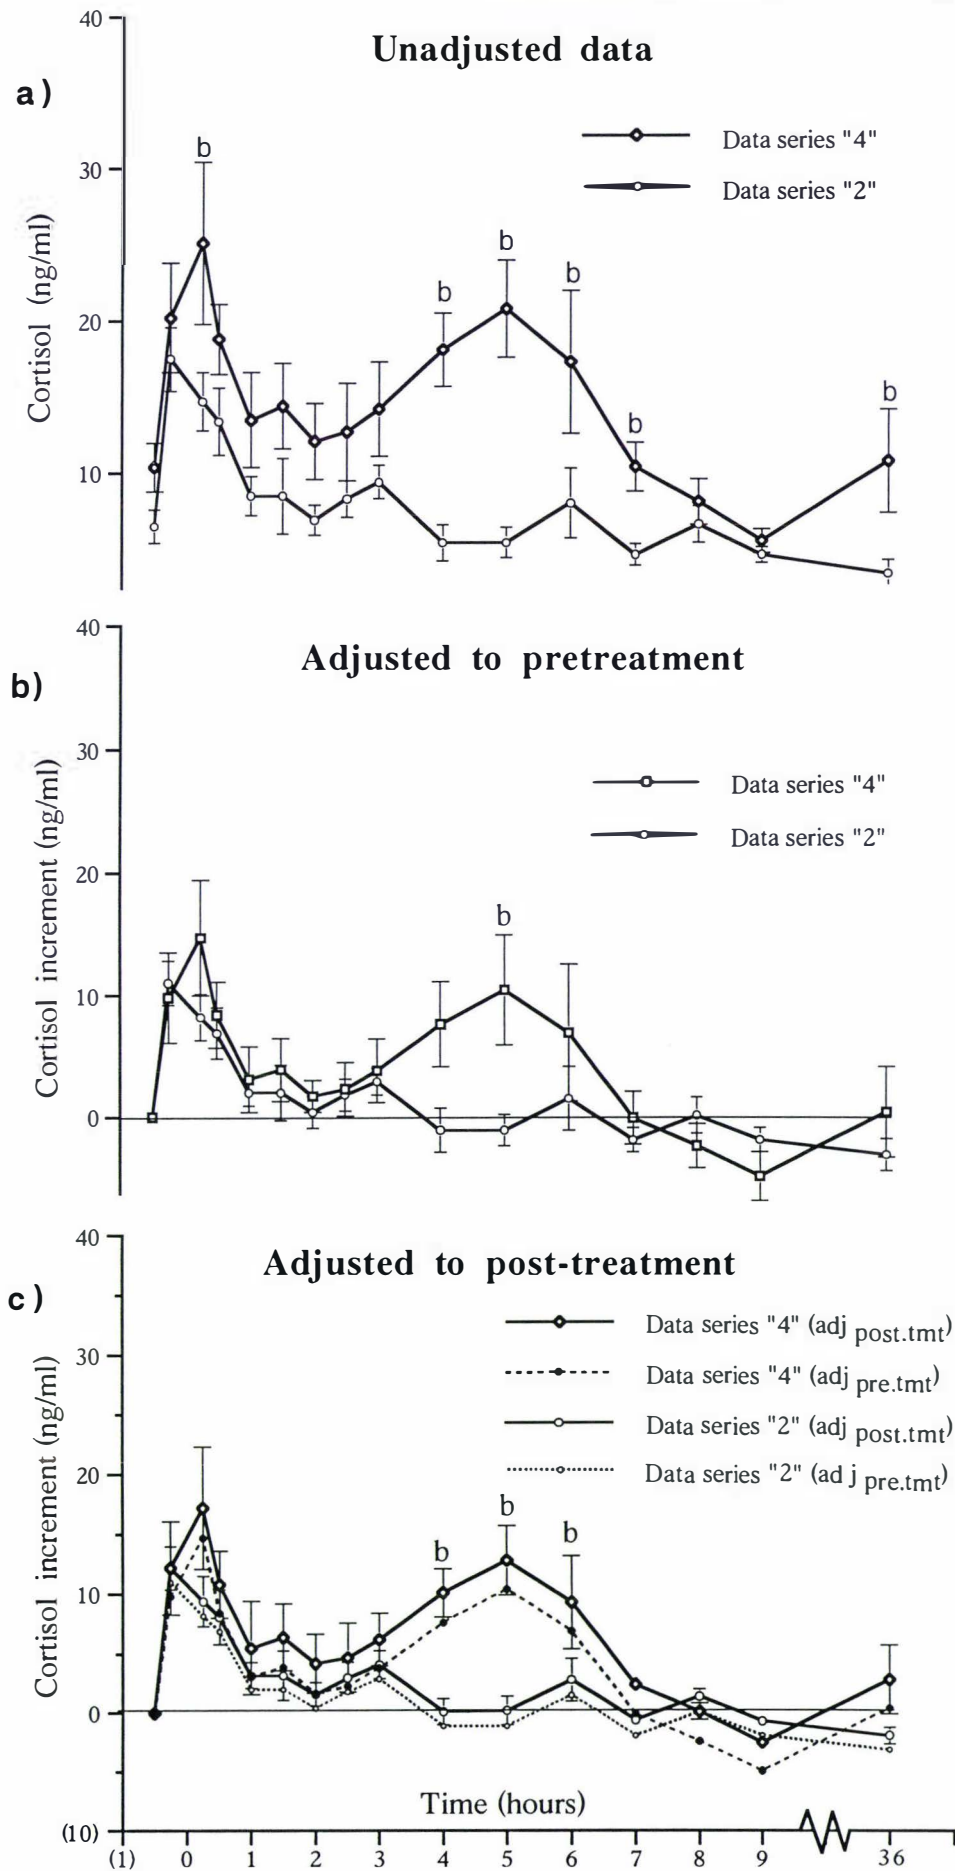 40
Unadjusted data
a)
Data series "4"
b
30
Data series "2"
b
b
b
20
Cortisol (ng/ml)
b
b
10
40
Adjusted to pretreatment
b)
30
Data series "4"
Data series "2"
20
b
Cortisol increment (ng/ml)
10
0
40
Adjusted to post-treatment
c)
Data series "4" (adj post.tmt)
30
Data series "4" (adj pre.tmt)
Data series "2" (adj post.tmt)
20
Data series "2" (ad j pre.tmt)
b
b
b
Cortisol increment (ng/ml)
10
0
Time (hours)
(10)
(1) 0 1 2 3 4 5 6 7 8 9 36